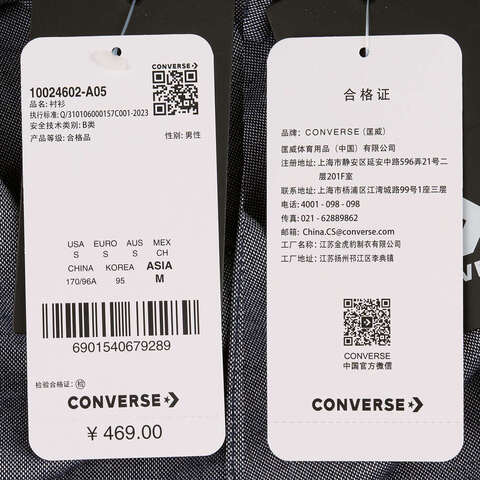 CONVERSE
10024602-A05
品名: 衬衫
执行标准: Q/310106000157C001-2023
安全技术类别: B类
产品等级: 合格品
性别: 男性
USA EURO AUS MEX
S S S CH
CHINA KOREA ASIA
170/96A 95 M
6901540679289
检验合格证: 检
CONVERSE
¥ 469.00
合格证
品牌: CONVERSE (匡威)
匡威体育用品(中国)有限公司
注册地址: 上海市静安区延安中路596弄21号二
层201F室
联系地址: 上海市杨浦区江湾城路99号1座三层
电话: 4001 - 098 - 098
传真: 021 - 62889862
邮箱: China.CS@converse.com
工厂名称: 江苏金虎豹制衣有限公司
工厂地址: 江苏扬州邗江区李典镇
CONVERSE
中国官方微信
CONVERSE